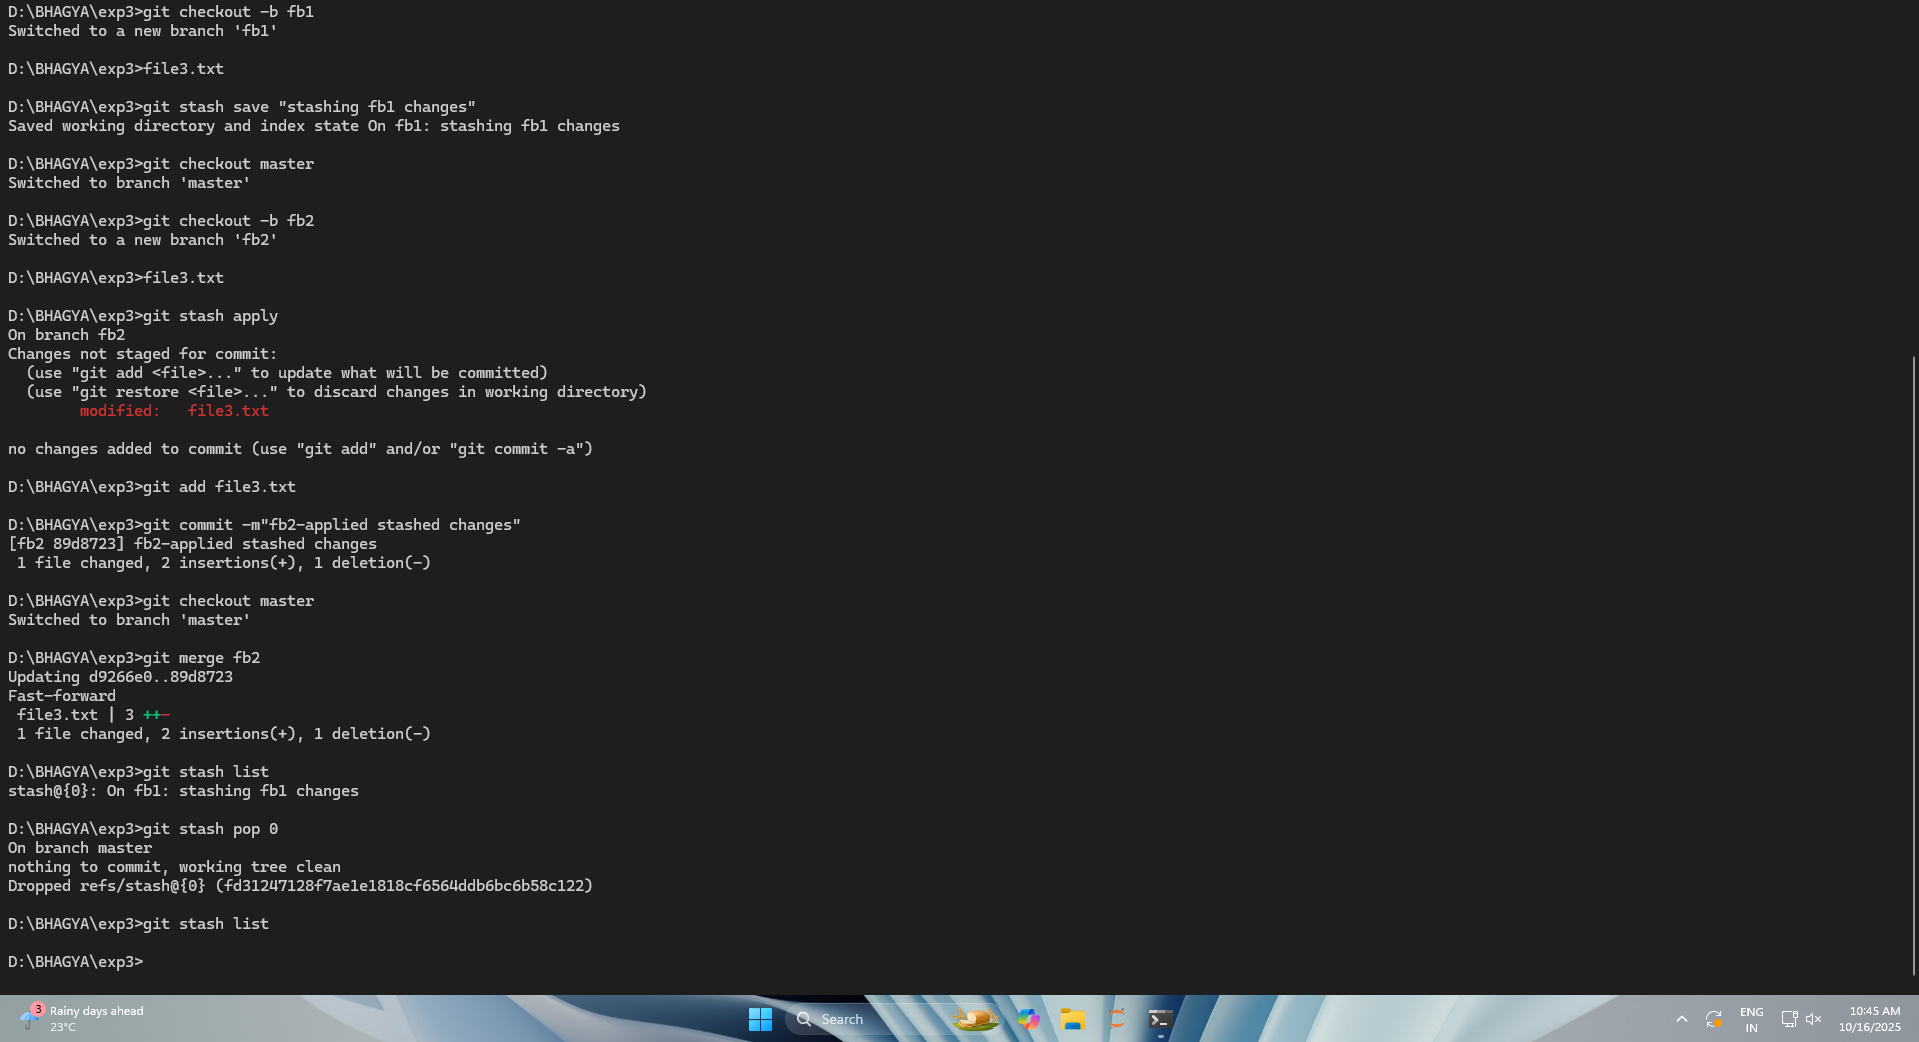 D:\BHAGYA\exp3>git checkout -b fb1
Switched to a new branch 'fb1'
D:\BHAGYA\exp3>file3.txt
D:\BHAGYA\exp3>git stash save "stashing fb1 changes"
Saved working directory and index state On fb1: stashing fb1 changes
D:\BHAGYA\exp3>git checkout master
Switched to branch 'master'
D:\BHAGYA\exp3>git checkout -b fb2
Switched to a new branch 'fb2'
D:\BHAGYA\exp3>file3.txt
D:\BHAGYA\exp3>git stash apply
On branch fb2
Changes not staged for commit:
  (use "git add <file>..." to update what will be committed)
  (use "git restore <file>..." to discard changes in working directory)
        modified:   file3.txt
no changes added to commit (use "git add" and/or "git commit -a")
D:\BHAGYA\exp3>git add file3.txt
D:\BHAGYA\exp3>git commit -m"fb2-applied stashed changes"
[fb2 89d8723] fb2-applied stashed changes
 1 file changed, 2 insertions(+), 1 deletion(-)
D:\BHAGYA\exp3>git checkout master
Switched to branch 'master'
D:\BHAGYA\exp3>git merge fb2
Updating d9266e0..89d8723
Fast-forward
 file3.txt | 3 ++-
 1 file changed, 2 insertions(+), 1 deletion(-)
D:\BHAGYA\exp3>git stash list
stash@{0}: On fb1: stashing fb1 changes
D:\BHAGYA\exp3>git stash pop 0
On branch master
nothing to commit, working tree clean
Dropped refs/stash@{0} (fd31247128f7ae1e1818cf6564ddb6bc6b58c122)
D:\BHAGYA\exp3>git stash list
D:\BHAGYA\exp3>
3
Rainy days ahead
23°C
Search
ENG
IN
10:45 AM
10/16/2025